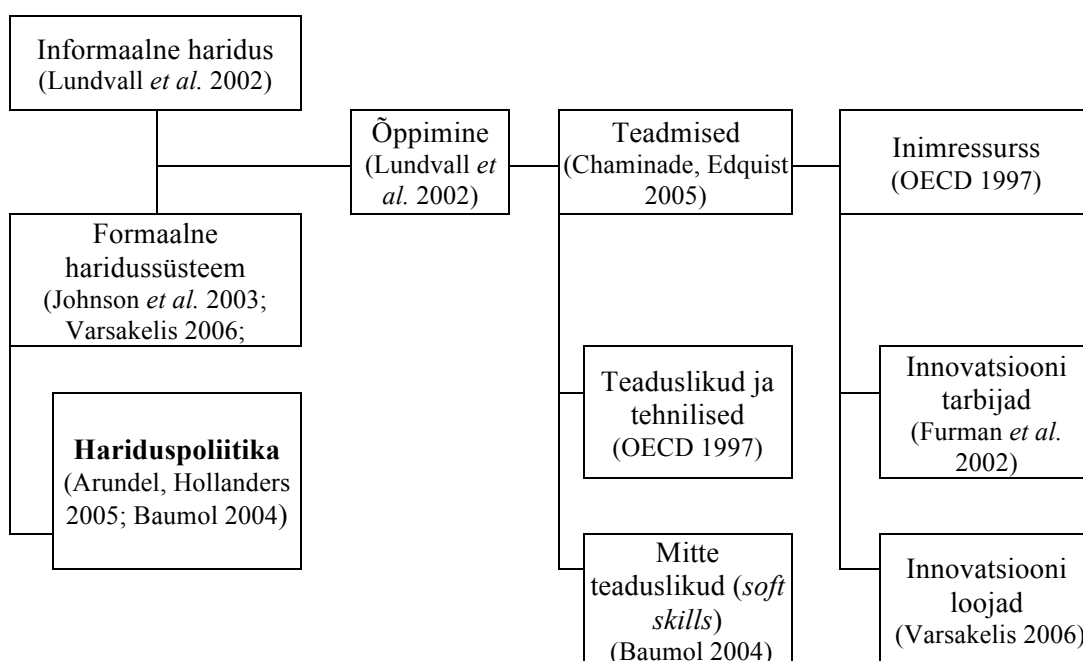 Informaalne haridus
(Lundvall et al. 2002)
Õppimine
(Lundvall et
al. 2002)
Teadmised
(Chaminade, Edquist
2005)
Inimressurss
(OECD 1997)
Formaalne
haridussüsteem
(Johnson et al. 2003;
Varsakelis 2006;
Hariduspoliitika
(Arundel, Hollanders
2005; Baumol 2004)
Teaduslikud ja
tehnilised
(OECD 1997)
Mitte
teaduslikud (soft
skills)
(Baumol 2004)
Innovatsiooni
tarbijad
(Furman et al.
2002)
Innovatsiooni
loojad
(Varsakelis 2006)